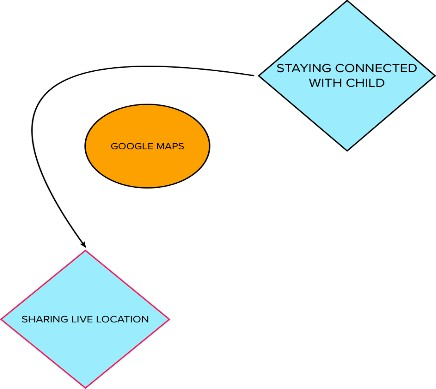 STAYING CONNECTED
WITH CHILD
GOOGLE MAPS
SHARING LIVE LOCATION